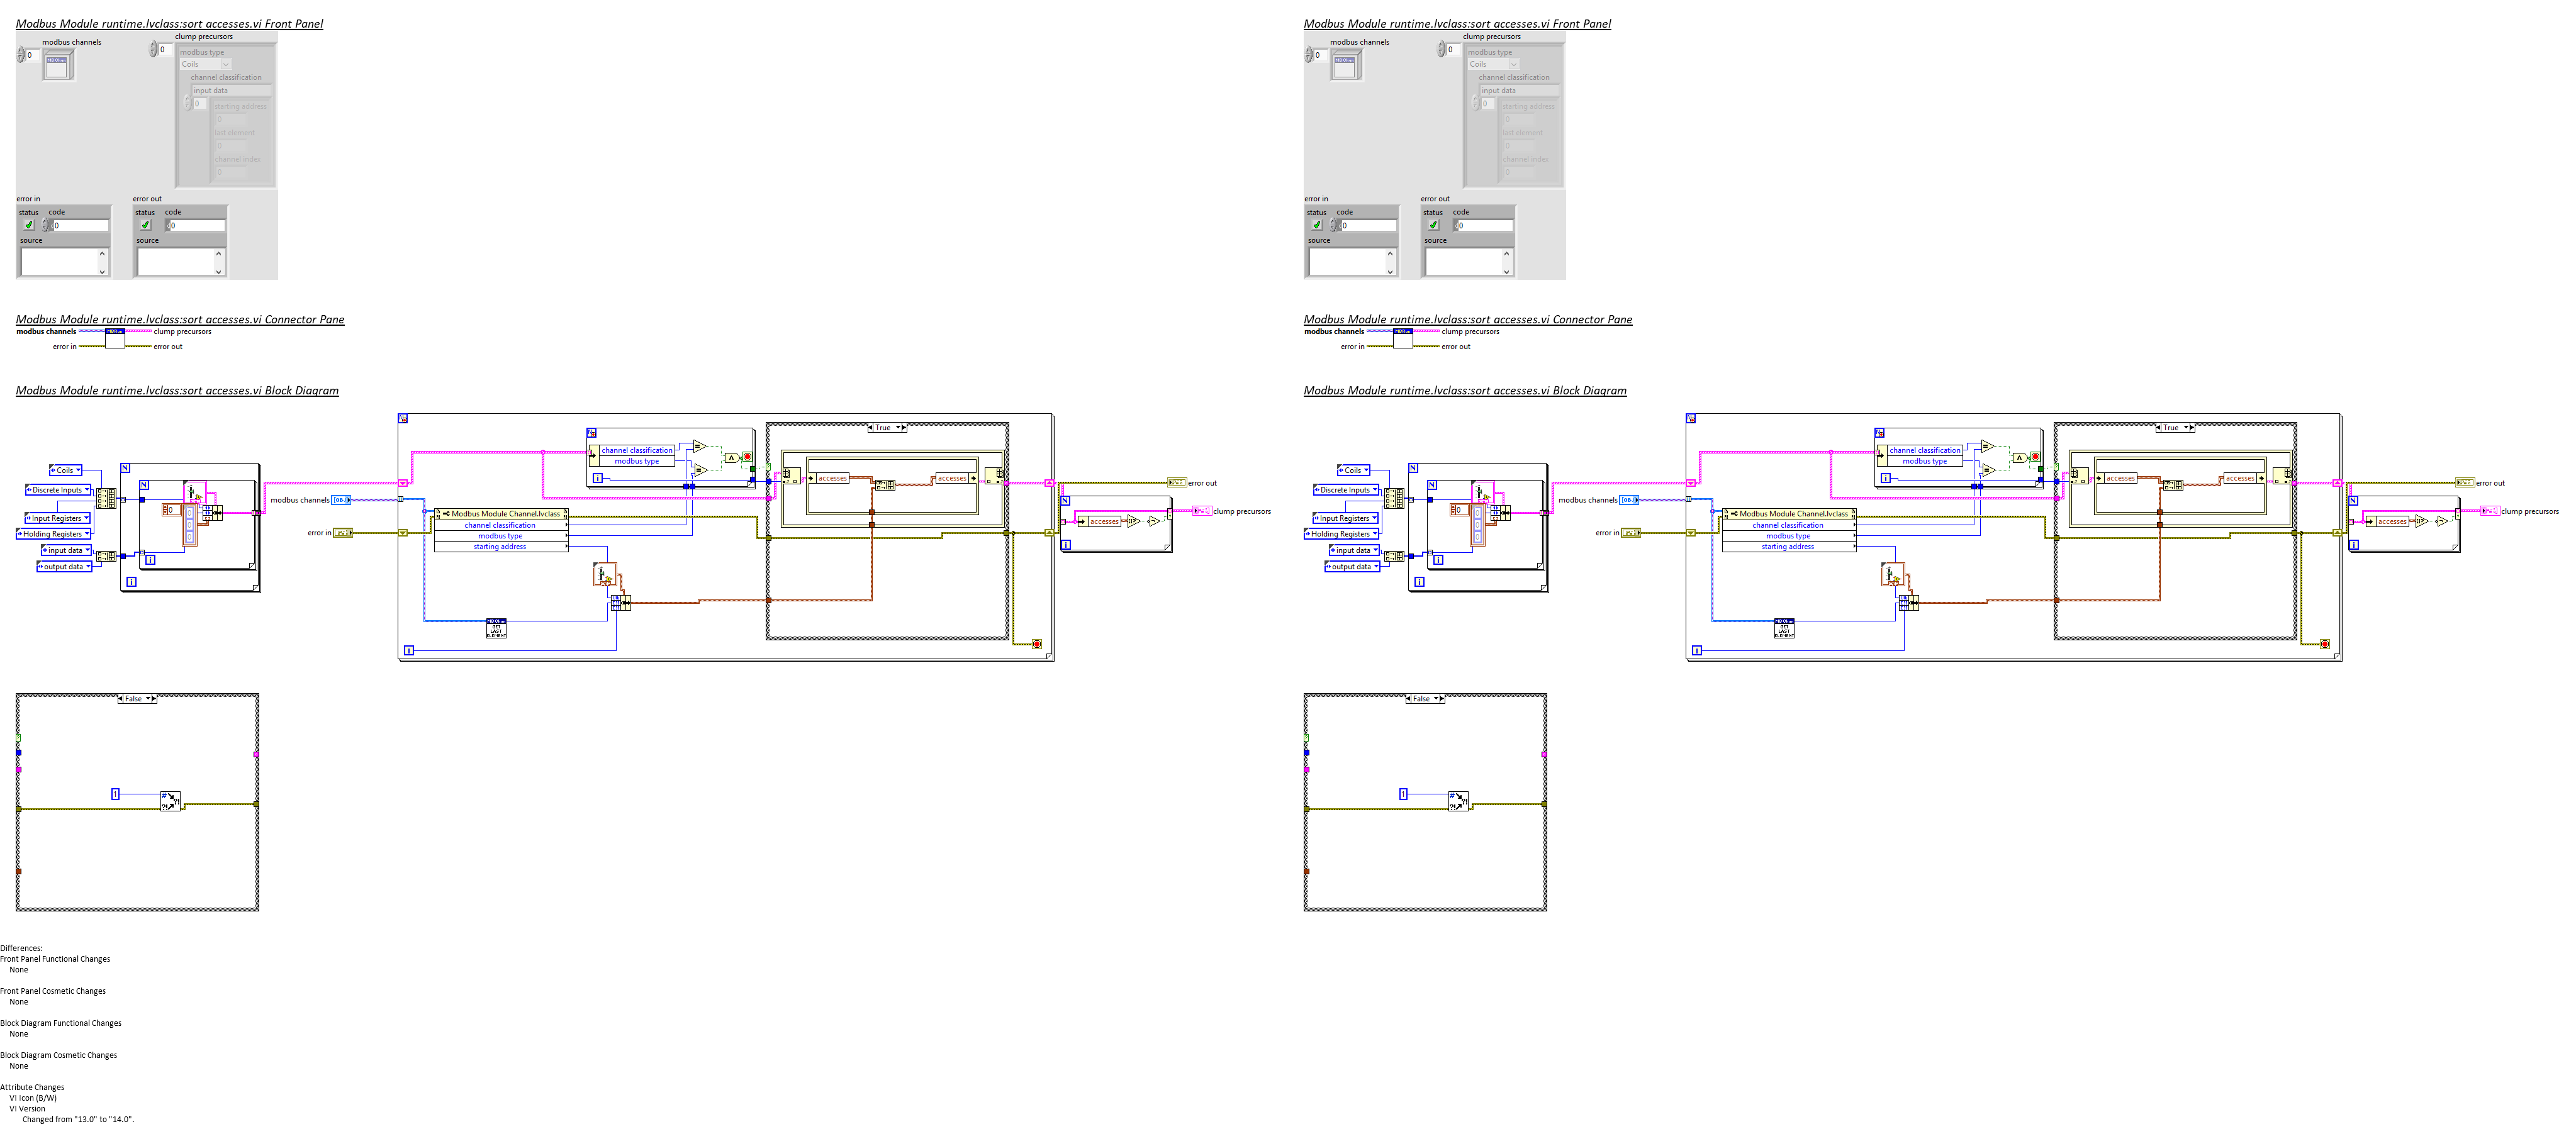 Modbus Module runtime.lvclass:sort accesses.vi Front Panel
modbus channels
0
clump precursors
0
modbus type
Coils
channel classification
input data
0
starting address
0
last element
0
channel index
0
error in
status code
0
source
error out
status code
0
source
Modbus Module runtime.lvclass:sort accesses.vi Connector Pane
modbus channels
clump precursors
error in
error out
Modbus Module runtime.lvclass:sort accesses.vi Block Diagram
Coils
Discrete Inputs
Input Registers
Holding Registers
input data
output data
N
N
0
i
i
modbus channels
error in
N
channel classification
modbus type
i
Modbus Module Channel.lvclass
channel classification
modbus type
starting address
GET
LAST
ELEMENT
i
True
accesses
accesses
error out
N
accesses
i
clump precursors
False
1
Modbus Module runtime.lvclass:sort accesses.vi Front Panel
modbus channels
0
clump precursors
0
modbus type
Coils
channel classification
input data
0
starting address
0
last element
0
channel index
0
error in
status code
0
source
error out
status code
0
source
Modbus Module runtime.lvclass:sort accesses.vi Connector Pane
modbus channels
clump precursors
error in
error out
Modbus Module runtime.lvclass:sort accesses.vi Block Diagram
Coils
Discrete Inputs
Input Registers
Holding Registers
input data
output data
N
N
0
i
i
modbus channels
error in
N
channel classification
modbus type
i
Modbus Module Channel.lvclass
channel classification
modbus type
starting address
GET
LAST
ELEMENT
i
True
accesses
accesses
error out
N
accesses
i
clump precursors
False
1
Differences:
Front Panel Functional Changes
None
Front Panel Cosmetic Changes
None
Block Diagram Functional Changes
None
Block Diagram Cosmetic Changes
None
Attribute Changes
VI Icon (B/W)
VI Version
Changed from "13.0" to "14.0".